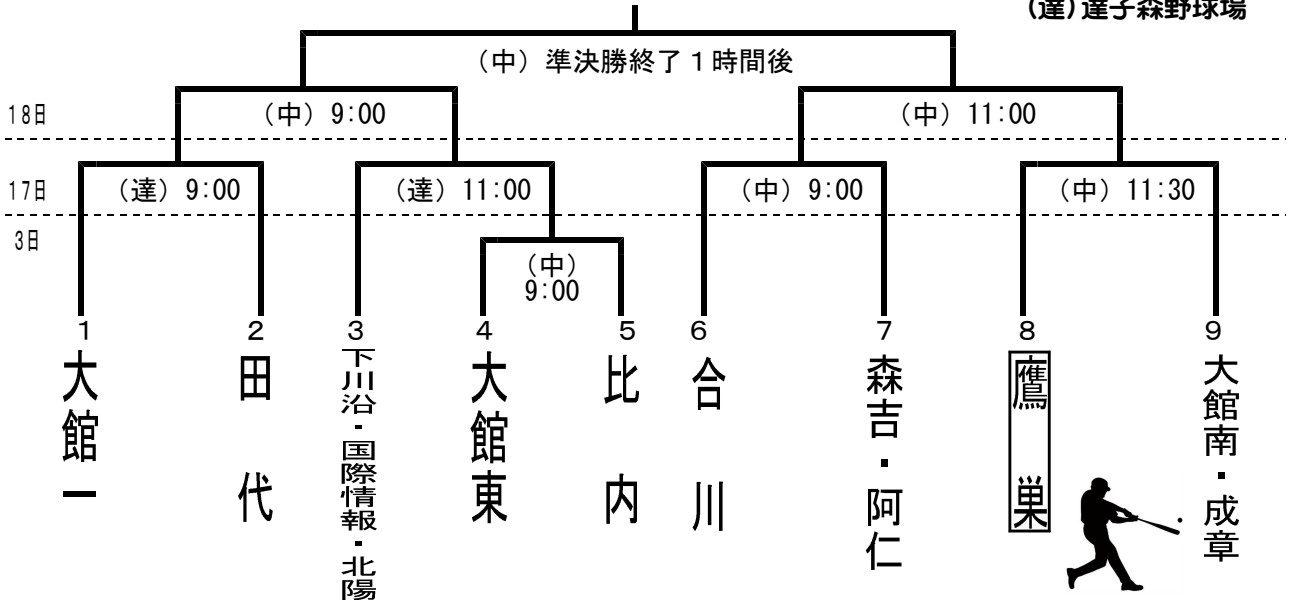 (達)達子森野球場
(中) 準決勝終了1時間後
18日
(中) 9:00
(中) 11:00
17日
(達) 9:00
(達) 11:00
(中) 9:00
(中) 11:30
3日
(中)
9:00
1
2
3
4
5
6
7
8
9
大館一
田代
下川沿・国際情報・北陽
大館東
比内
合川
森吉・阿仁
鷹巣
大館南・成章